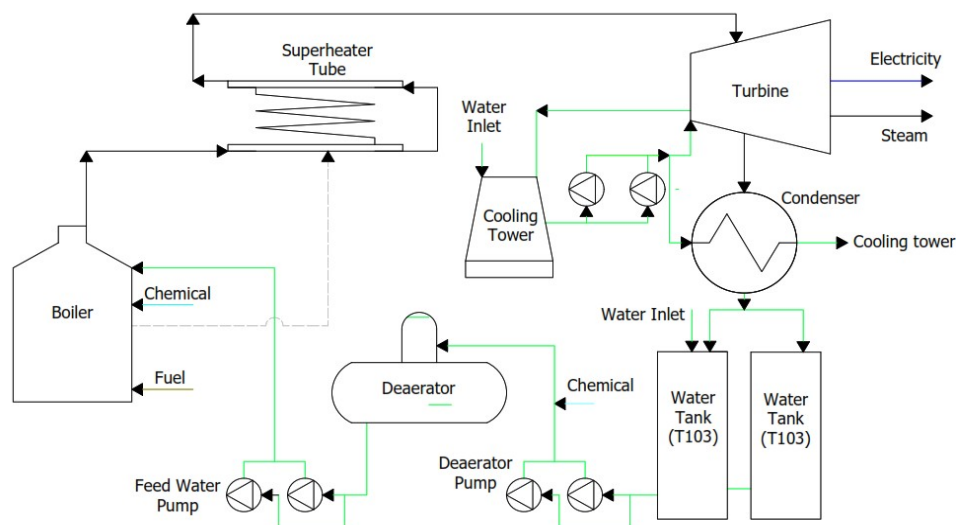 Superheater
Tube
Electricity
Turbine
Steam
Water
Inlet
Cooling
Tower
Condenser
Cooling tower
Boiler
Chemical
Fuel
Water Inlet
Deaerator
Chemical
Water
Tank
(T103)
Water
Tank
(T103)
Feed Water
Pump
Deaerator
Pump